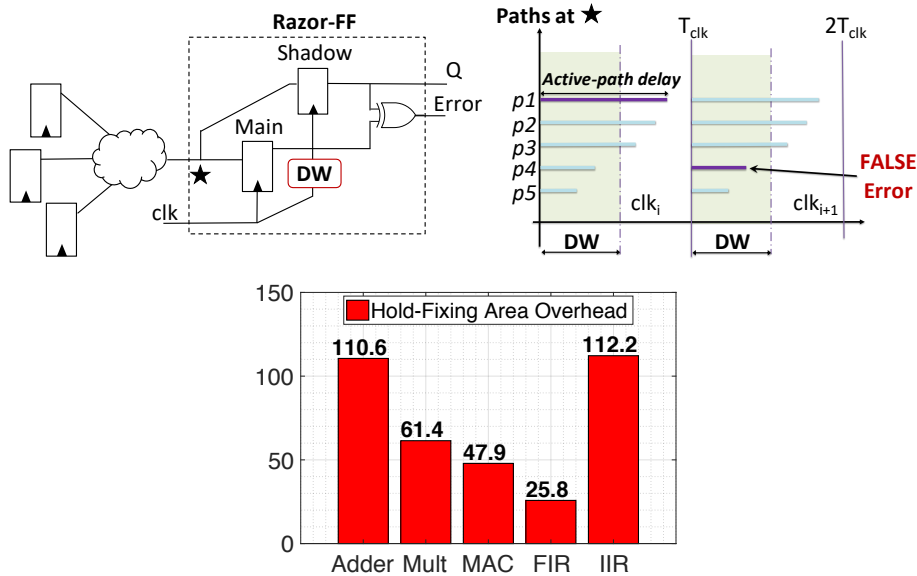 Razor-FF
Shadow
Q
Error
Main
DW
clk
Paths at ★
T_clk
2T_clk
Active-path delay
p1
p2
p3
p4
p5
FALSE
Error
clk_i
clk_i+1
DW
DW
Hold-Fixing Area Overhead
150
100
50
0
110.6
61.4
47.9
25.8
112.2
Adder Mult MAC FIR IIR